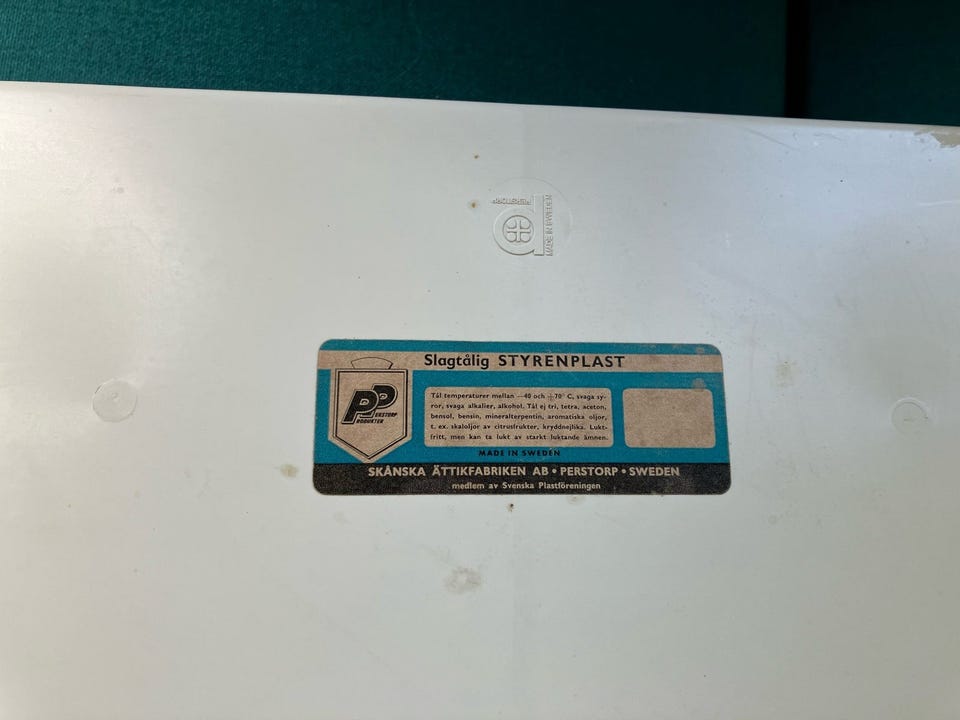 PERSTORP
MADE IN SWEDEN
Slagtålig STYRENPLAST
PP
PERSTORP
PRODUKTER
Tål temperaturer mellan —40 och +70° C, svaga sy-
ror, svaga alkalier, alkohol. Tål ej tri, tetra, aceton,
bensol, bensin, mineralterpentin, aromatiska oljor,
t. ex. skaloljor av citrusfrukter, kryddnejlika. Lukt-
fritt, men kan ta lukt av starkt luktande ämnen.
MADE IN SWEDEN
SKÅNSKA ÄTTIKFABRIKEN AB • PERSTORP • SWEDEN
medlem av Svenska Plastföreningen